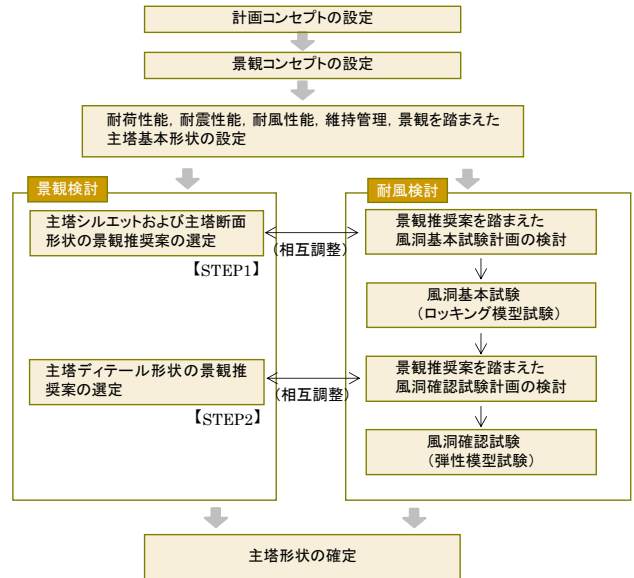 計画コンセプトの設定
景観コンセプトの設定
耐荷性能，耐震性能，耐風性能，維持管理，景観を踏まえた
主塔基本形状の設定
景観検討
主塔シルエットおよび主塔断面
形状の景観推奨案の選定
【STEP1】
(相互調整)
主塔ディテール形状の景観推
奨案の選定
【STEP2】
(相互調整)
耐風検討
景観推奨案を踏まえた
風洞基本試験計画の検討
風洞基本試験
（ロッキング模型試験）
景観推奨案を踏まえた
風洞確認試験計画の検討
風洞確認試験
（弾性模型試験）
主塔形状の確定